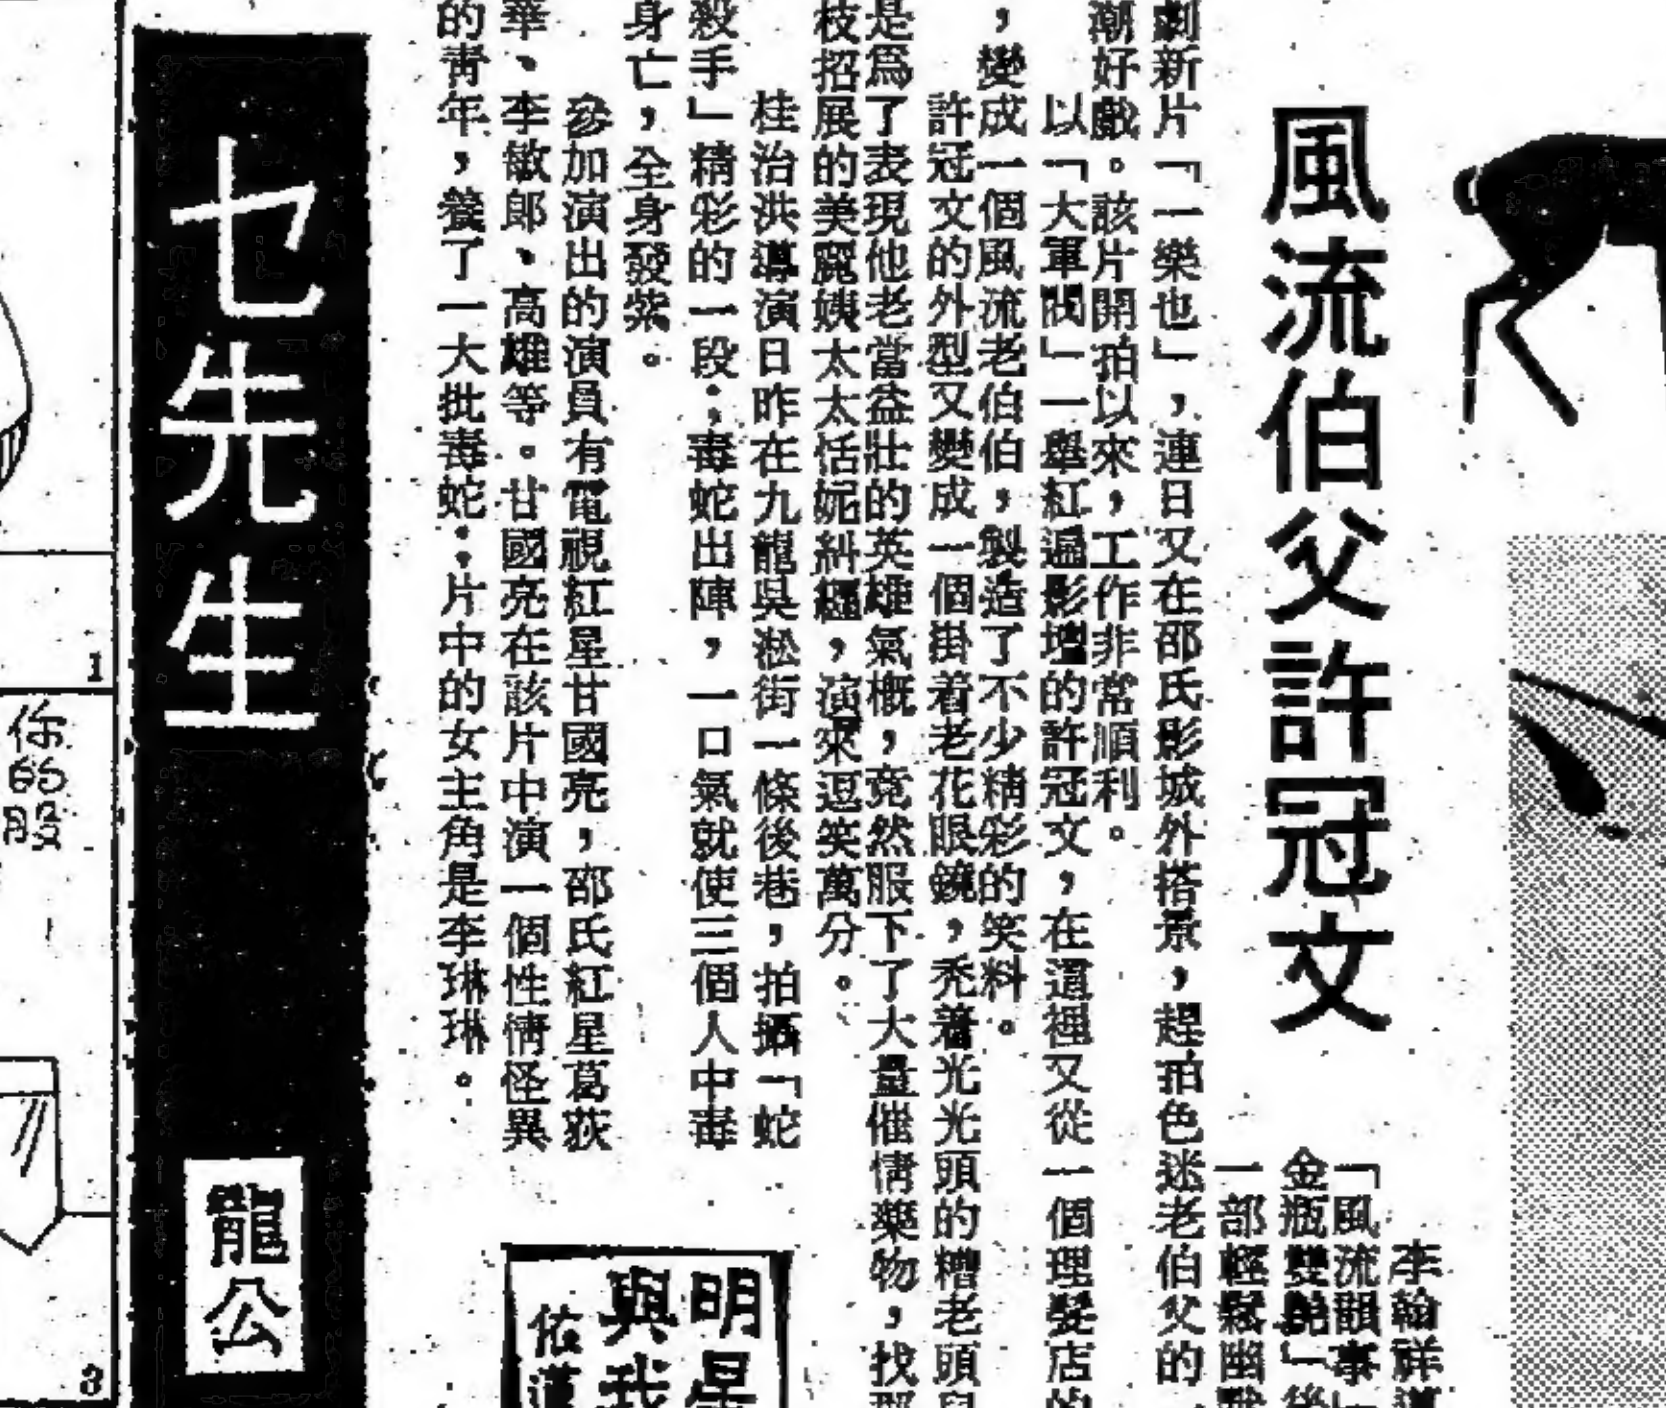 風流伯父許冠文
李翰祥導
「風流韻事」
金瓶雙艷」後
一部輕鬆幽默
劇新片「一樂也」，連日又在邵氏影城外搭景，趕拍色迷老伯父的
潮好戲。該片開拍以來，工作非常順利。
以「大軍閥」一舉紅遍影壇的許冠文，在這裡又從一個理髮店的
，變成一個風流老伯伯，製造了不少精彩的笑料。
許冠文的外型又變成一個掛着老花眼鏡，禿着光光頭的糟老頭兒
是爲了表現他老當益壯的英雄氣概，竟然服下了大量催情藥物，找那
枝招展的美麗姨太太恬妮糾纏，演來逗笑萬分。
桂治洪導演日昨在九龍吳淞街一條後巷，拍攝「蛇
殺手」精彩的一段；毒蛇出陣，一口氣就使三個人中毒
身亡，全身發紫。
參加演出的演員有電視紅星甘國亮，邵氏紅星葛荻
華、李敏郎、高雄等。甘國亮在該片中演一個性情怪異
的青年，養了一大批毒蛇；片中的女主角是李琳琳。
明星
與我
依達
乜先生
龍公
1
你的股
3